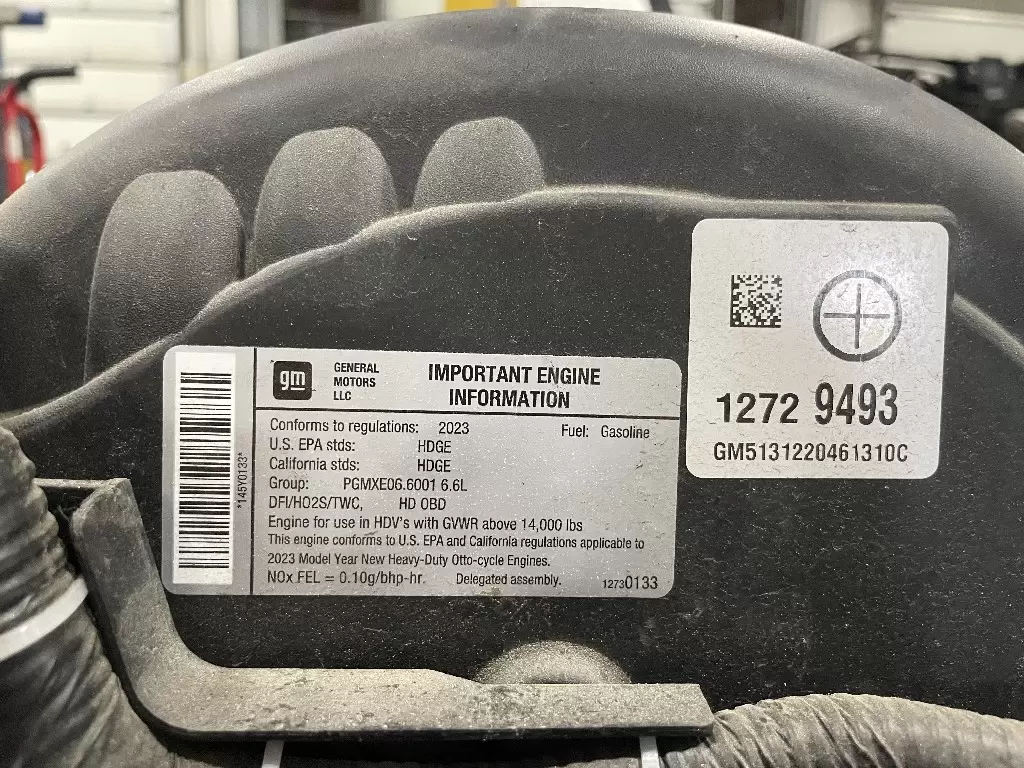 gm
GENERAL
MOTORS
LLC
IMPORTANT ENGINE
INFORMATION
Conforms to regulations: 2023
Fuel: Gasoline
U.S. EPA stds: HDGE
California stds: HDGE
Group: PGMXE06.6001 6.6L
DFI/HO2S/TWC, HD OBD
Engine for use in HDV's with GVWR above 14,000 lbs
This engine conforms to U.S. EPA and California regulations applicable to
2023 Model Year New Heavy-Duty Otto-cycle Engines.
NOx FEL = 0.10g/bhp-hr. Delegated assembly.
12730133
*145Y0133*
1272 9493
GM5131220461310C